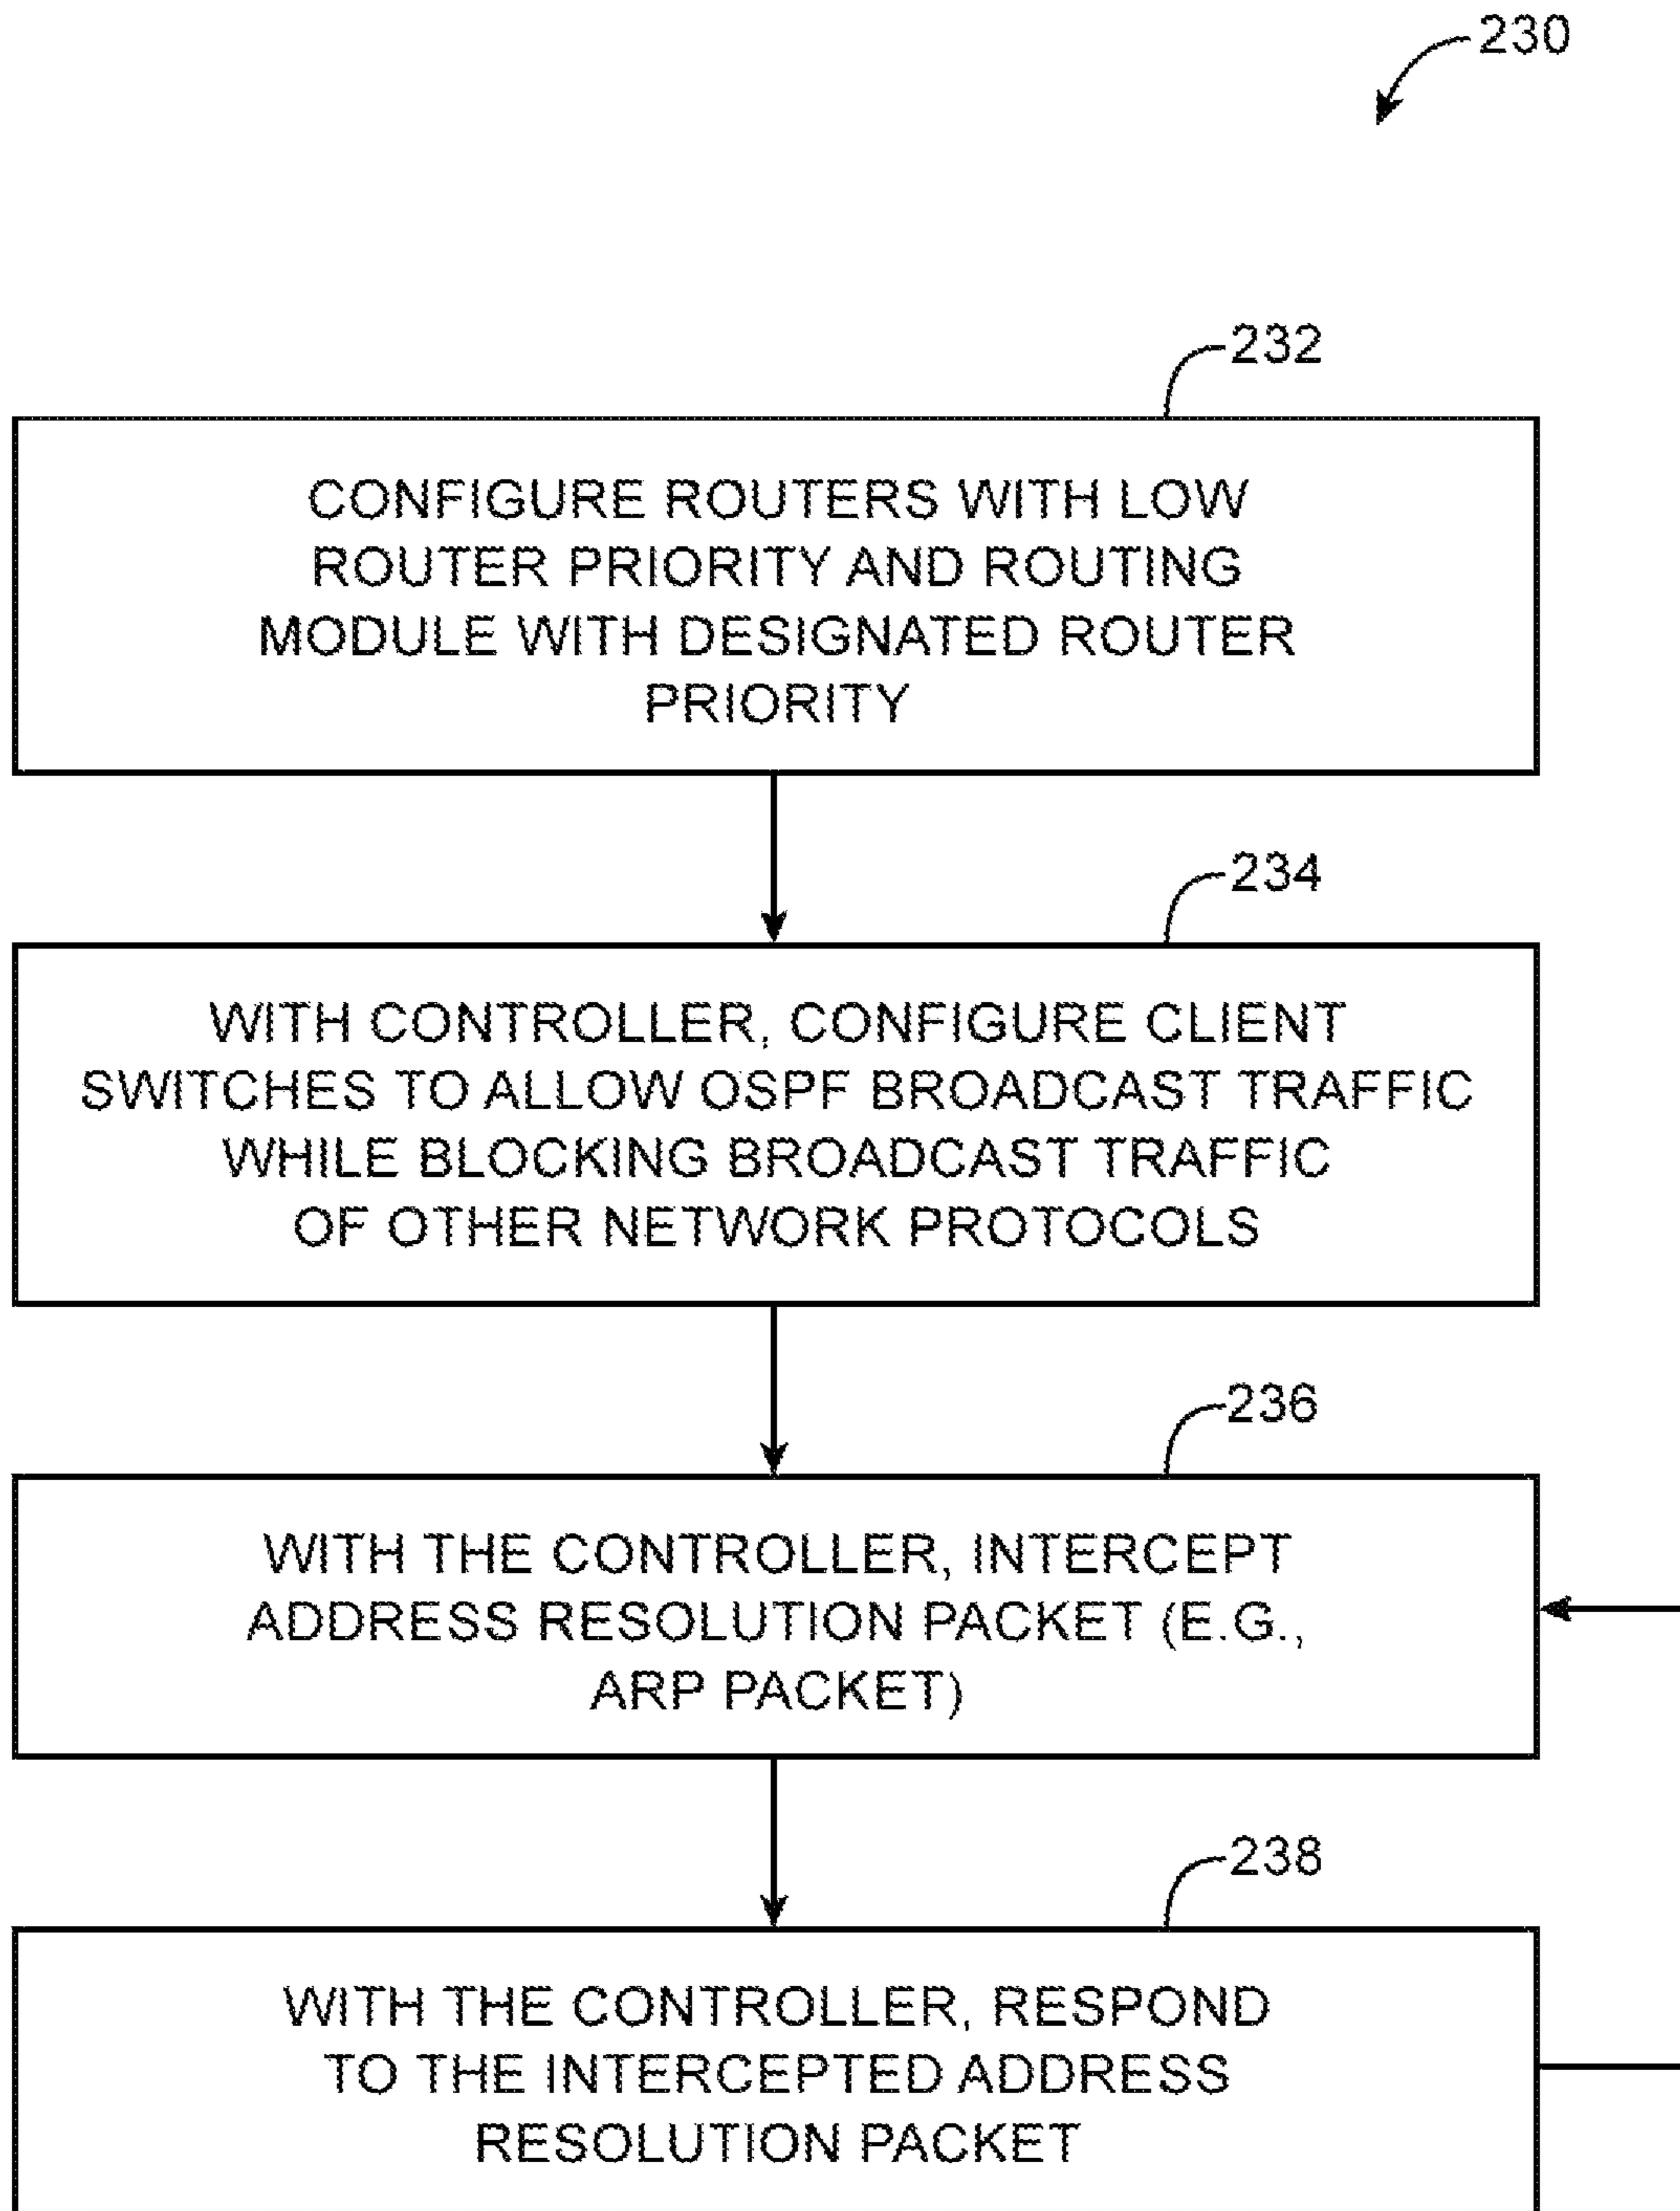 230
232
CONFIGURE ROUTERS WITH LOW
ROUTER PRIORITY AND ROUTING
MODULE WITH DESIGNATED ROUTER
PRIORITY
234
WITH CONTROLLER, CONFIGURE CLIENT
SWITCHES TO ALLOW OSPF BROADCAST TRAFFIC
WHILE BLOCKING BROADCAST TRAFFIC
OF OTHER NETWORK PROTOCOLS
236
WITH THE CONTROLLER, INTERCEPT
ADDRESS RESOLUTION PACKET (E.G.,
ARP PACKET)
238
WITH THE CONTROLLER, RESPOND
TO THE INTERCEPTED ADDRESS
RESOLUTION PACKET